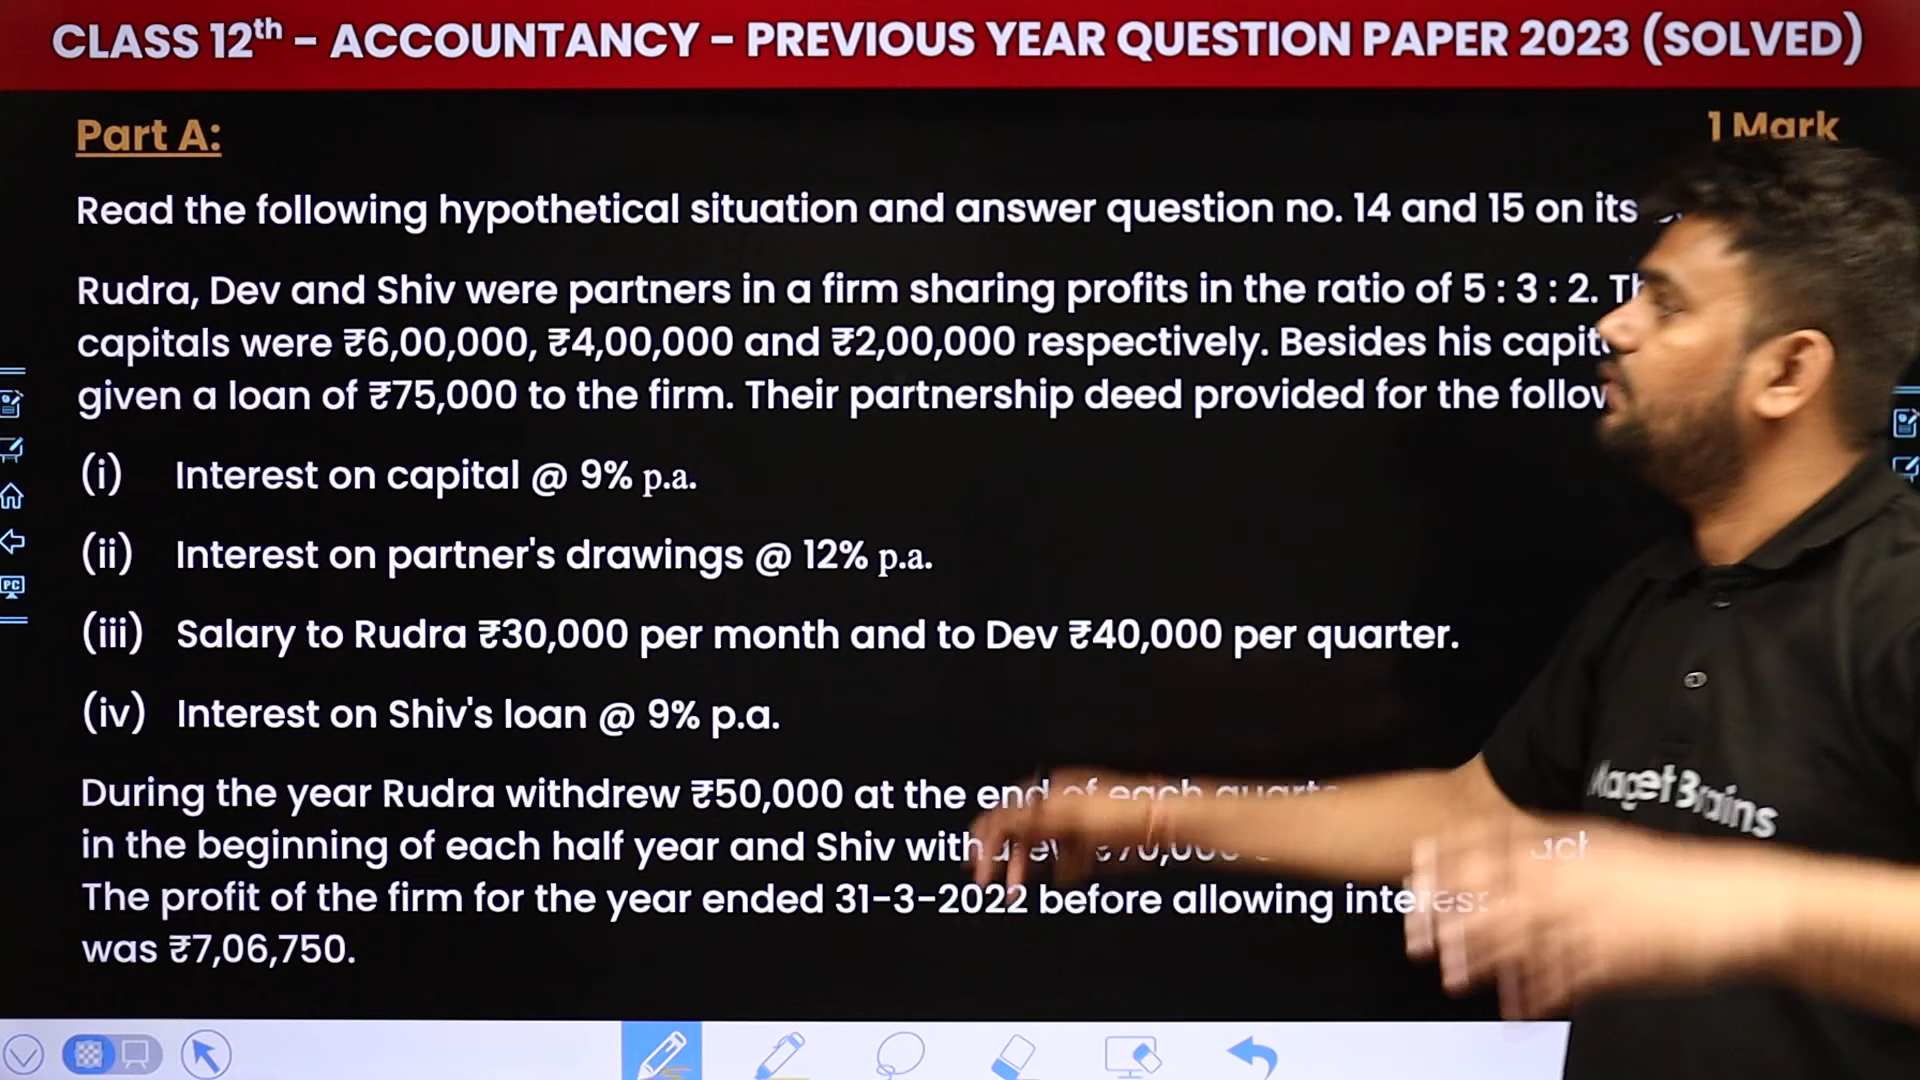 CLASS 12th - ACCOUNTANCY - PREVIOUS YEAR QUESTION PAPER 2023 (SOLVED)
Part A:
1 Mark
Read the following hypothetical situation and answer question no. 14 and 15 on its
Rudra, Dev and Shiv were partners in a firm sharing profits in the ratio of 5 : 3 : 2.
capitals were ₹6,00,000, ₹4,00,000 and ₹2,00,000 respectively. Besides his
given a loan of ₹75,000 to the firm. Their partnership deed provided for the
(i) Interest on capital @ 9% p.a.
(ii) Interest on partner's drawings @ 12% p.a.
(iii) Salary to Rudra ₹30,000 per month and to Dev ₹40,000 per quarter.
(iv) Interest on Shiv's loan @ 9% p.a.
During the year Rudra withdrew ₹50,000 at the end of each
in the beginning of each half year and Shiv
The profit of the firm for the year ended 31-3-2022 before allowing interest
was ₹7,06,750.
Magnet Brains
PC